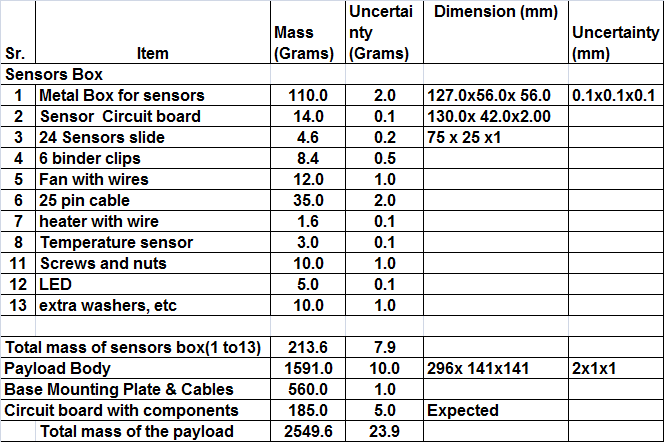 Sr. Item Mass (Grams) Uncertai nty (Grams) Dimension (mm) Uncertainty (mm)
Sensors Box
1 Metal Box for sensors 110.0 2.0 127.0x56.0x 56.0 0.1x0.1x0.1
2 Sensor Circuit board 14.0 0.1 130.0x 42.0x2.00
3 24 Sensors slide 4.6 0.2 75 x 25 x1
4 6 binder clips 8.4 0.5
5 Fan with wires 12.0 1.0
6 25 pin cable 35.0 2.0
7 heater with wire 1.6 0.1
8 Temperature sensor 3.0 0.1
11 Screws and nuts 10.0 1.0
12 LED 5.0 0.1
13 extra washers, etc 10.0 1.0
Total mass of sensors box(1 to13) 213.6 7.9
Payload Body 1591.0 10.0 296x 141x141 2x1x1
Base Mounting Plate & Cables 560.0 1.0
Circuit board with components 185.0 5.0 Expected
Total mass of the payload 2549.6 23.9